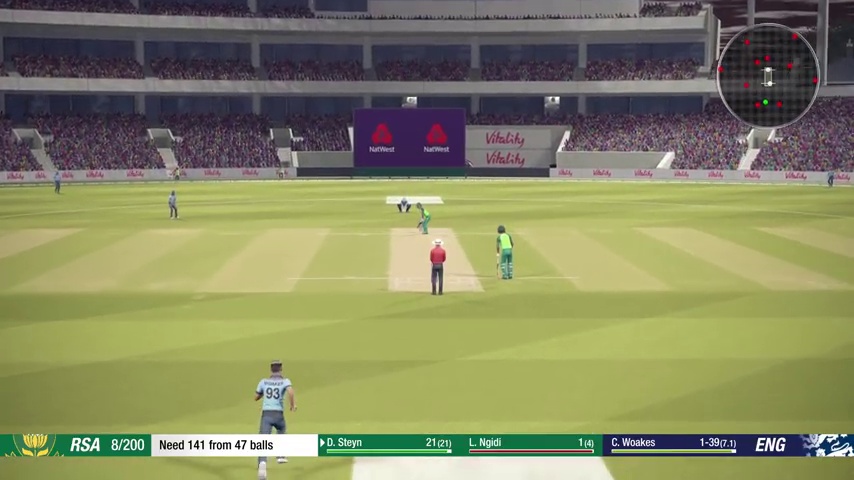 NatWest
NatWest
Vitality
Vitality
93
RSA 8/200
Need 141 from 47 balls
D. Steyn 21 (21)
L. Ngidi 1 (4)
C. Woakes 1-39 (7.1)
ENG